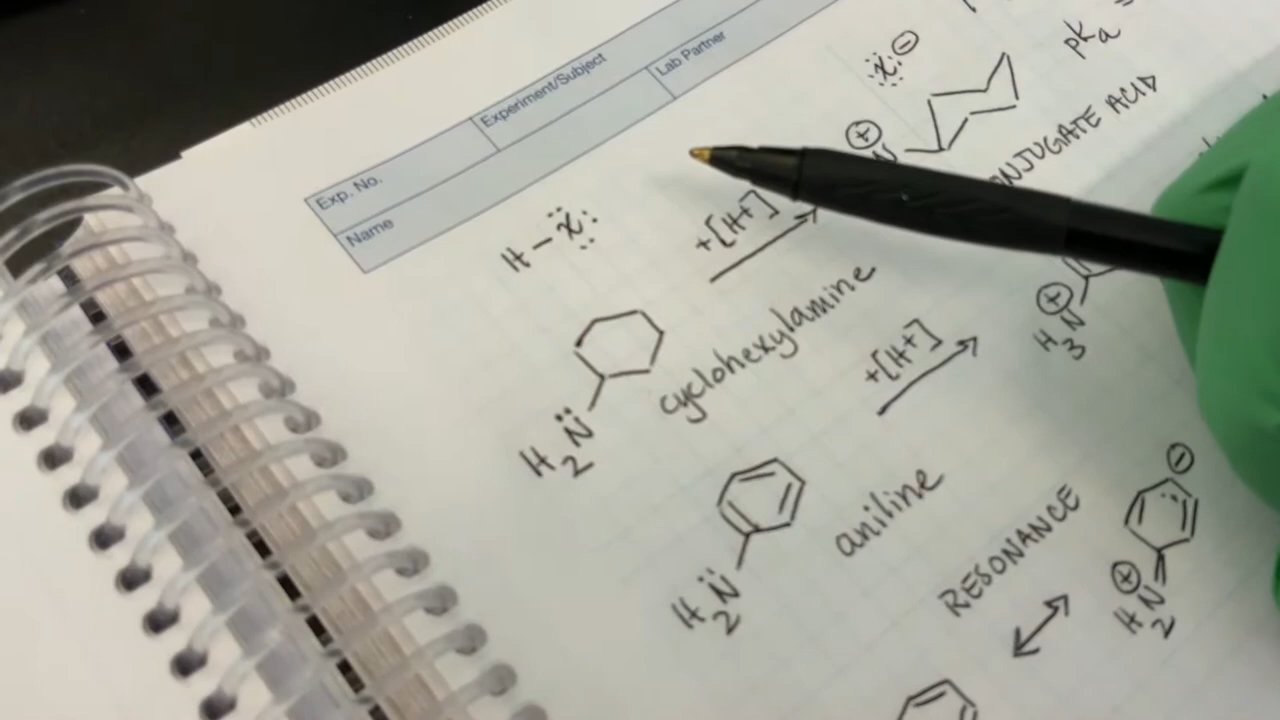 Exp. No.
Experiment/Subject
Name
Lab Partner
H – X:
+[H+]
X: ⊖
pKa =
CONJUGATE ACID
H2N̈
cyclohexylamine
+[H+]
⊕
H3N
H2N̈
aniline
RESONANCE
⊖
⊕
H2N